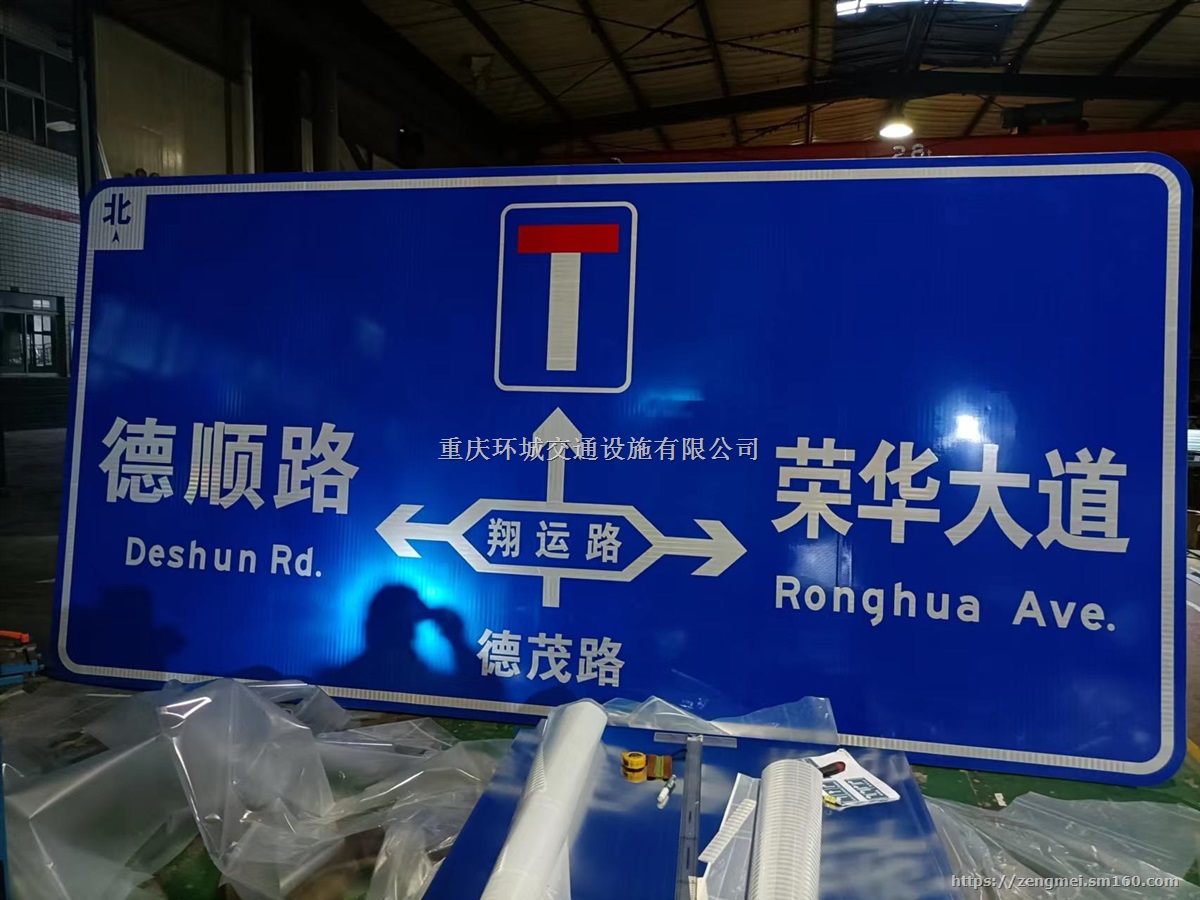 28t
北
重庆环城交通设施有限公司
德顺路
Deshun Rd.
翔运路
荣华大道
Ronghua Ave.
德茂路
https://zengmei.sm160.com/